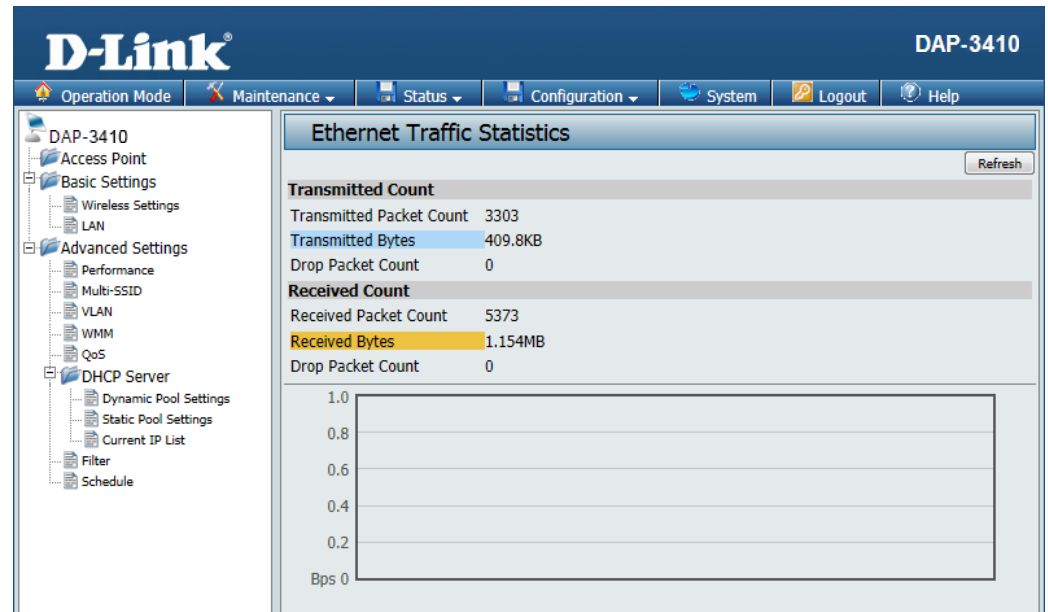 D-Link®
DAP-3410
Operation Mode Maintenance Status Configuration System Logout Help
DAP-3410
Access Point
Basic Settings
Wireless Settings
LAN
Advanced Settings
Performance
Multi-SSID
VLAN
WMM
QoS
DHCP Server
Dynamic Pool Settings
Static Pool Settings
Current IP List
Filter
Schedule
Ethernet Traffic Statistics
Refresh
Transmitted Count
Transmitted Packet Count 3303
Transmitted Bytes 409.8KB
Drop Packet Count 0
Received Count
Received Packet Count 5373
Received Bytes 1.154MB
Drop Packet Count 0
1.0
0.8
0.6
0.4
0.2
Bps 0